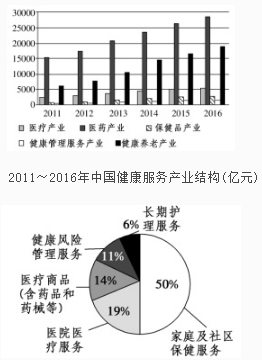 30000
25000
20000
15000
10000
5000
0
2011 2012 2013 2014 2015 2016
医疗产业 医药产业 保健品产业
健康管理服务产业 健康养老产业
2011～2016年中国健康服务产业结构(亿元)
长期护
理服务
6%
健康风险
管理服务
11%
医疗商品
(含药品和
药械等)
14%
50%
医院医
疗服务
19%
家庭及社区
保健服务